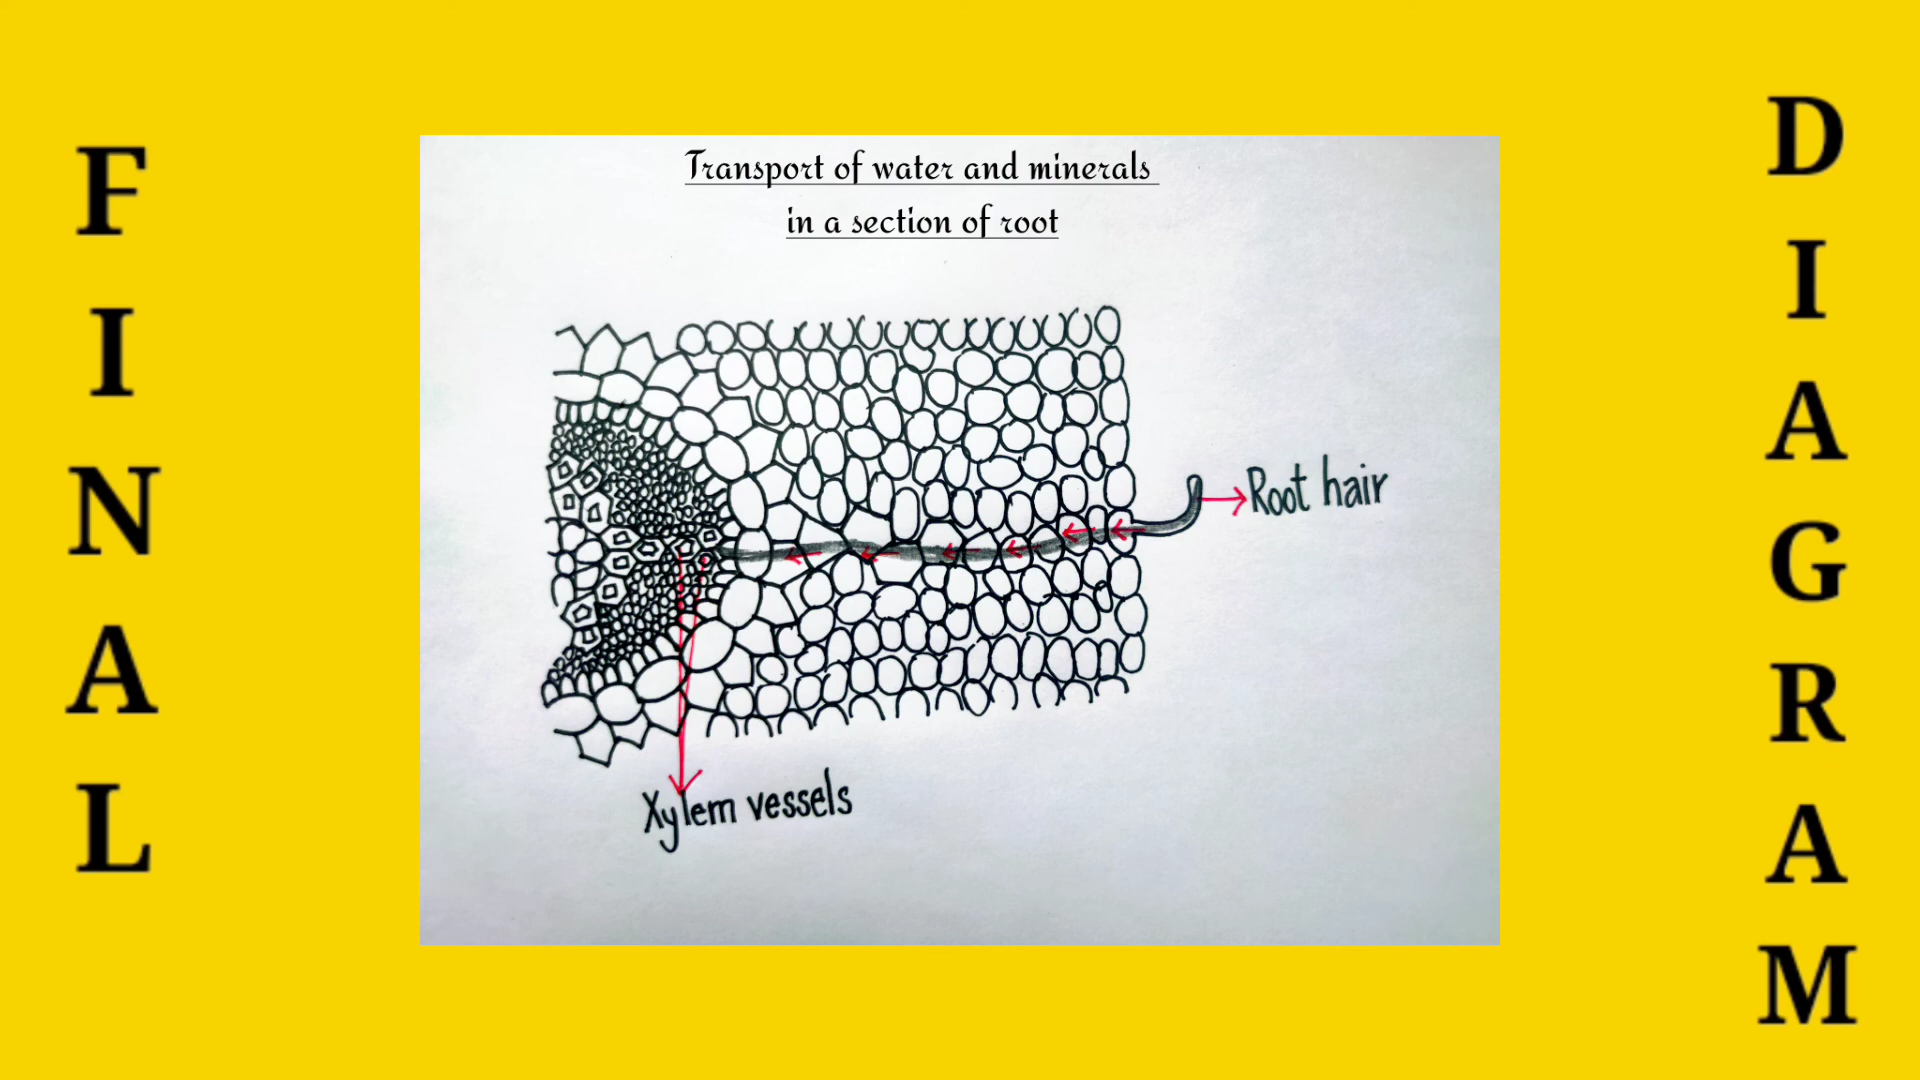 FINAL
Transport of water and minerals
in a section of root
Root hair
Xylem vessels
DIAGRAM